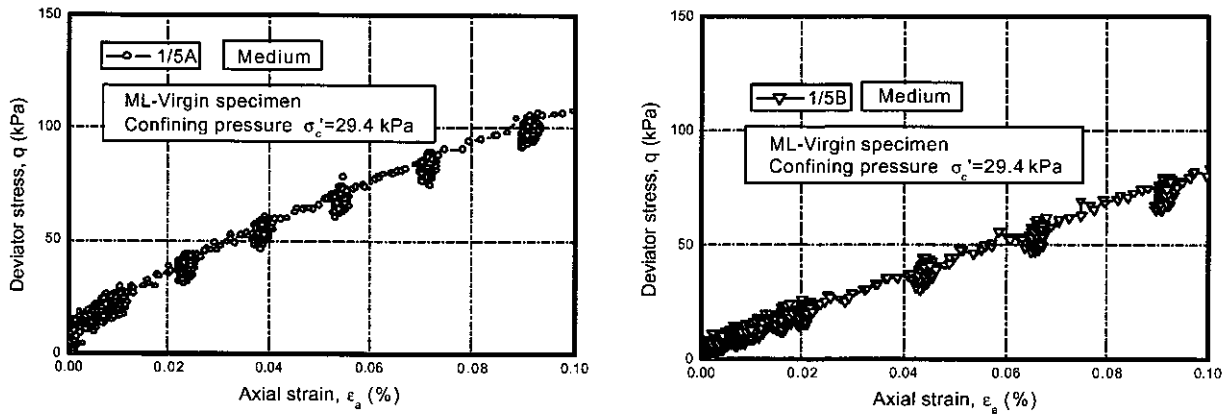 150
100
50
0
Deviator stress, q (kPa)
1/5A
Medium
ML-Virgin specimen
Confining pressure σc'=29.4 kPa
0.00 0.02 0.04 0.06 0.08 0.10
Axial strain, εa (%)
150
100
50
0
Deviator stress, q (kPa)
1/5B
Medium
ML-Virgin specimen
Confining pressure σc'=29.4 kPa
0.00 0.02 0.04 0.06 0.08 0.10
Axial strain, εa (%)